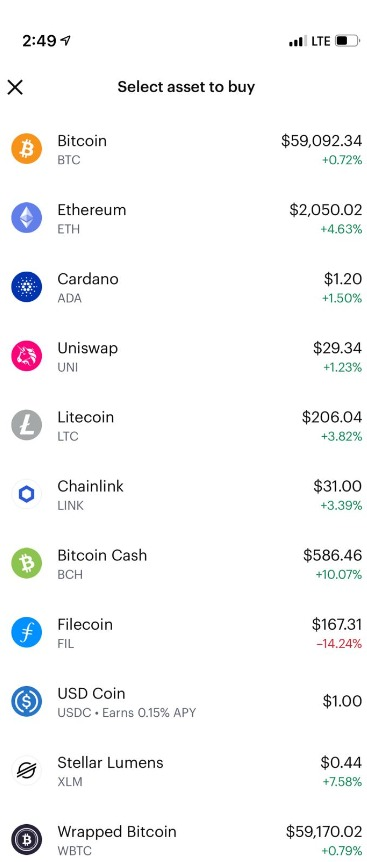 2:49 LTE
Select asset to buy
Bitcoin $59,092.34
BTC +0.72%
Ethereum $2,050.02
ETH +4.63%
Cardano $1.20
ADA +1.50%
Uniswap $29.34
UNI +1.23%
Litecoin $206.04
LTC +3.82%
Chainlink $31.00
LINK +3.39%
Bitcoin Cash $586.46
BCH +10.07%
Filecoin $167.31
FIL −14.24%
USD Coin $1.00
USDC • Earns 0.15% APY
Stellar Lumens $0.44
XLM +7.58%
Wrapped Bitcoin $59,170.02
WBTC +0.79%